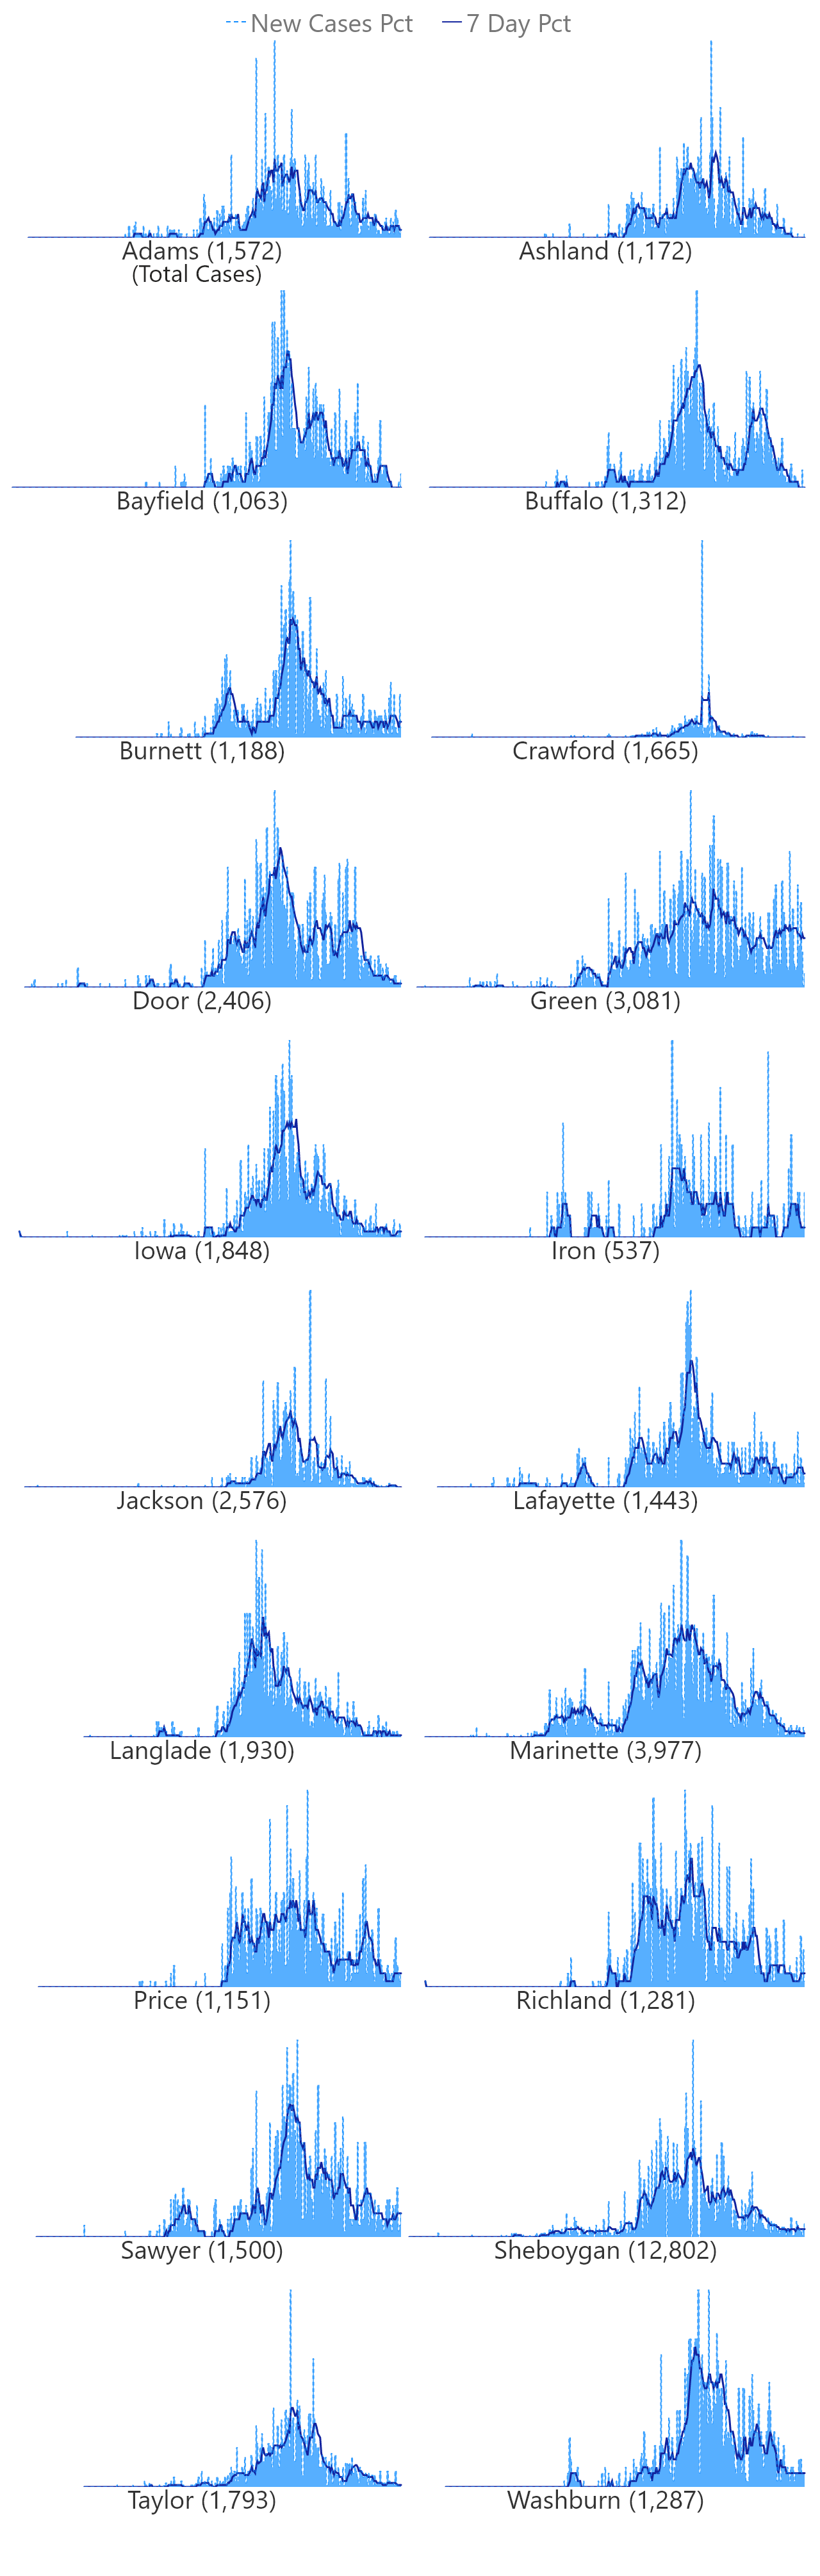 New Cases Pct 7 Day Pct
Adams (1,572) Ashland (1,172)
(Total Cases)
Bayfield (1,063) Buffalo (1,312)
Burnett (1,188) Crawford (1,665)
Door (2,406) Green (3,081)
Iowa (1,848) Iron (537)
Jackson (2,576) Lafayette (1,443)
Langlade (1,930) Marinette (3,977)
Price (1,151) Richland (1,281)
Sawyer (1,500) Sheboygan (12,802)
Taylor (1,793) Washburn (1,287)